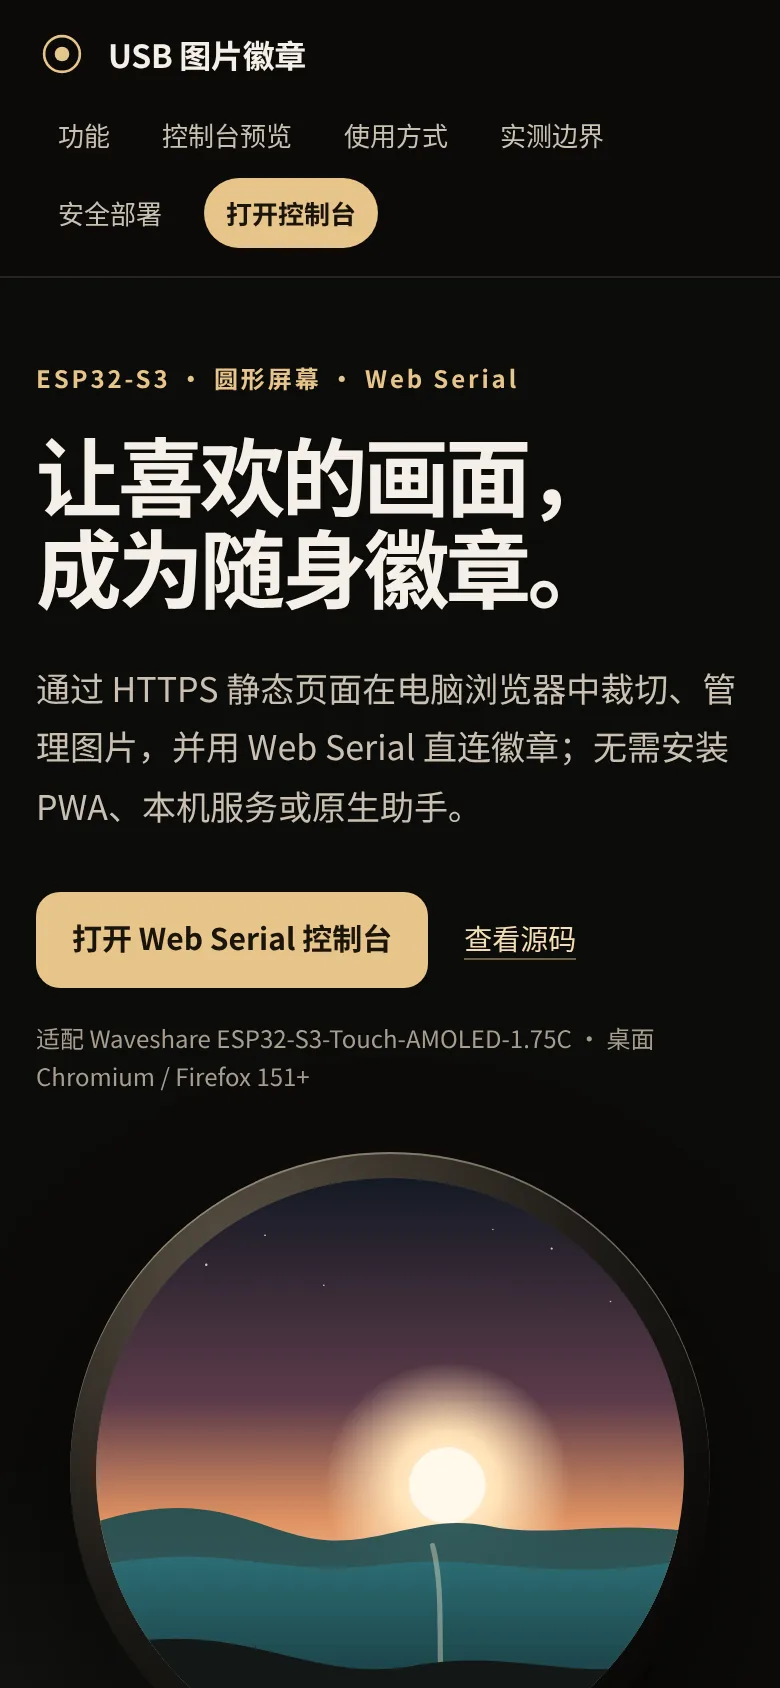 USB 图片徽章
功能 控制台预览 使用方式 实测边界
安全部署 打开控制台
ESP32-S3 · 圆形屏幕 · Web Serial
让喜欢的画面，
成为随身徽章。
通过 HTTPS 静态页面在电脑浏览器中裁切、管
理图片，并用 Web Serial 直连徽章；无需安装
PWA、本机服务或原生助手。
打开 Web Serial 控制台 查看源码
适配 Waveshare ESP32-S3-Touch-AMOLED-1.75C · 桌面
Chromium / Firefox 151+